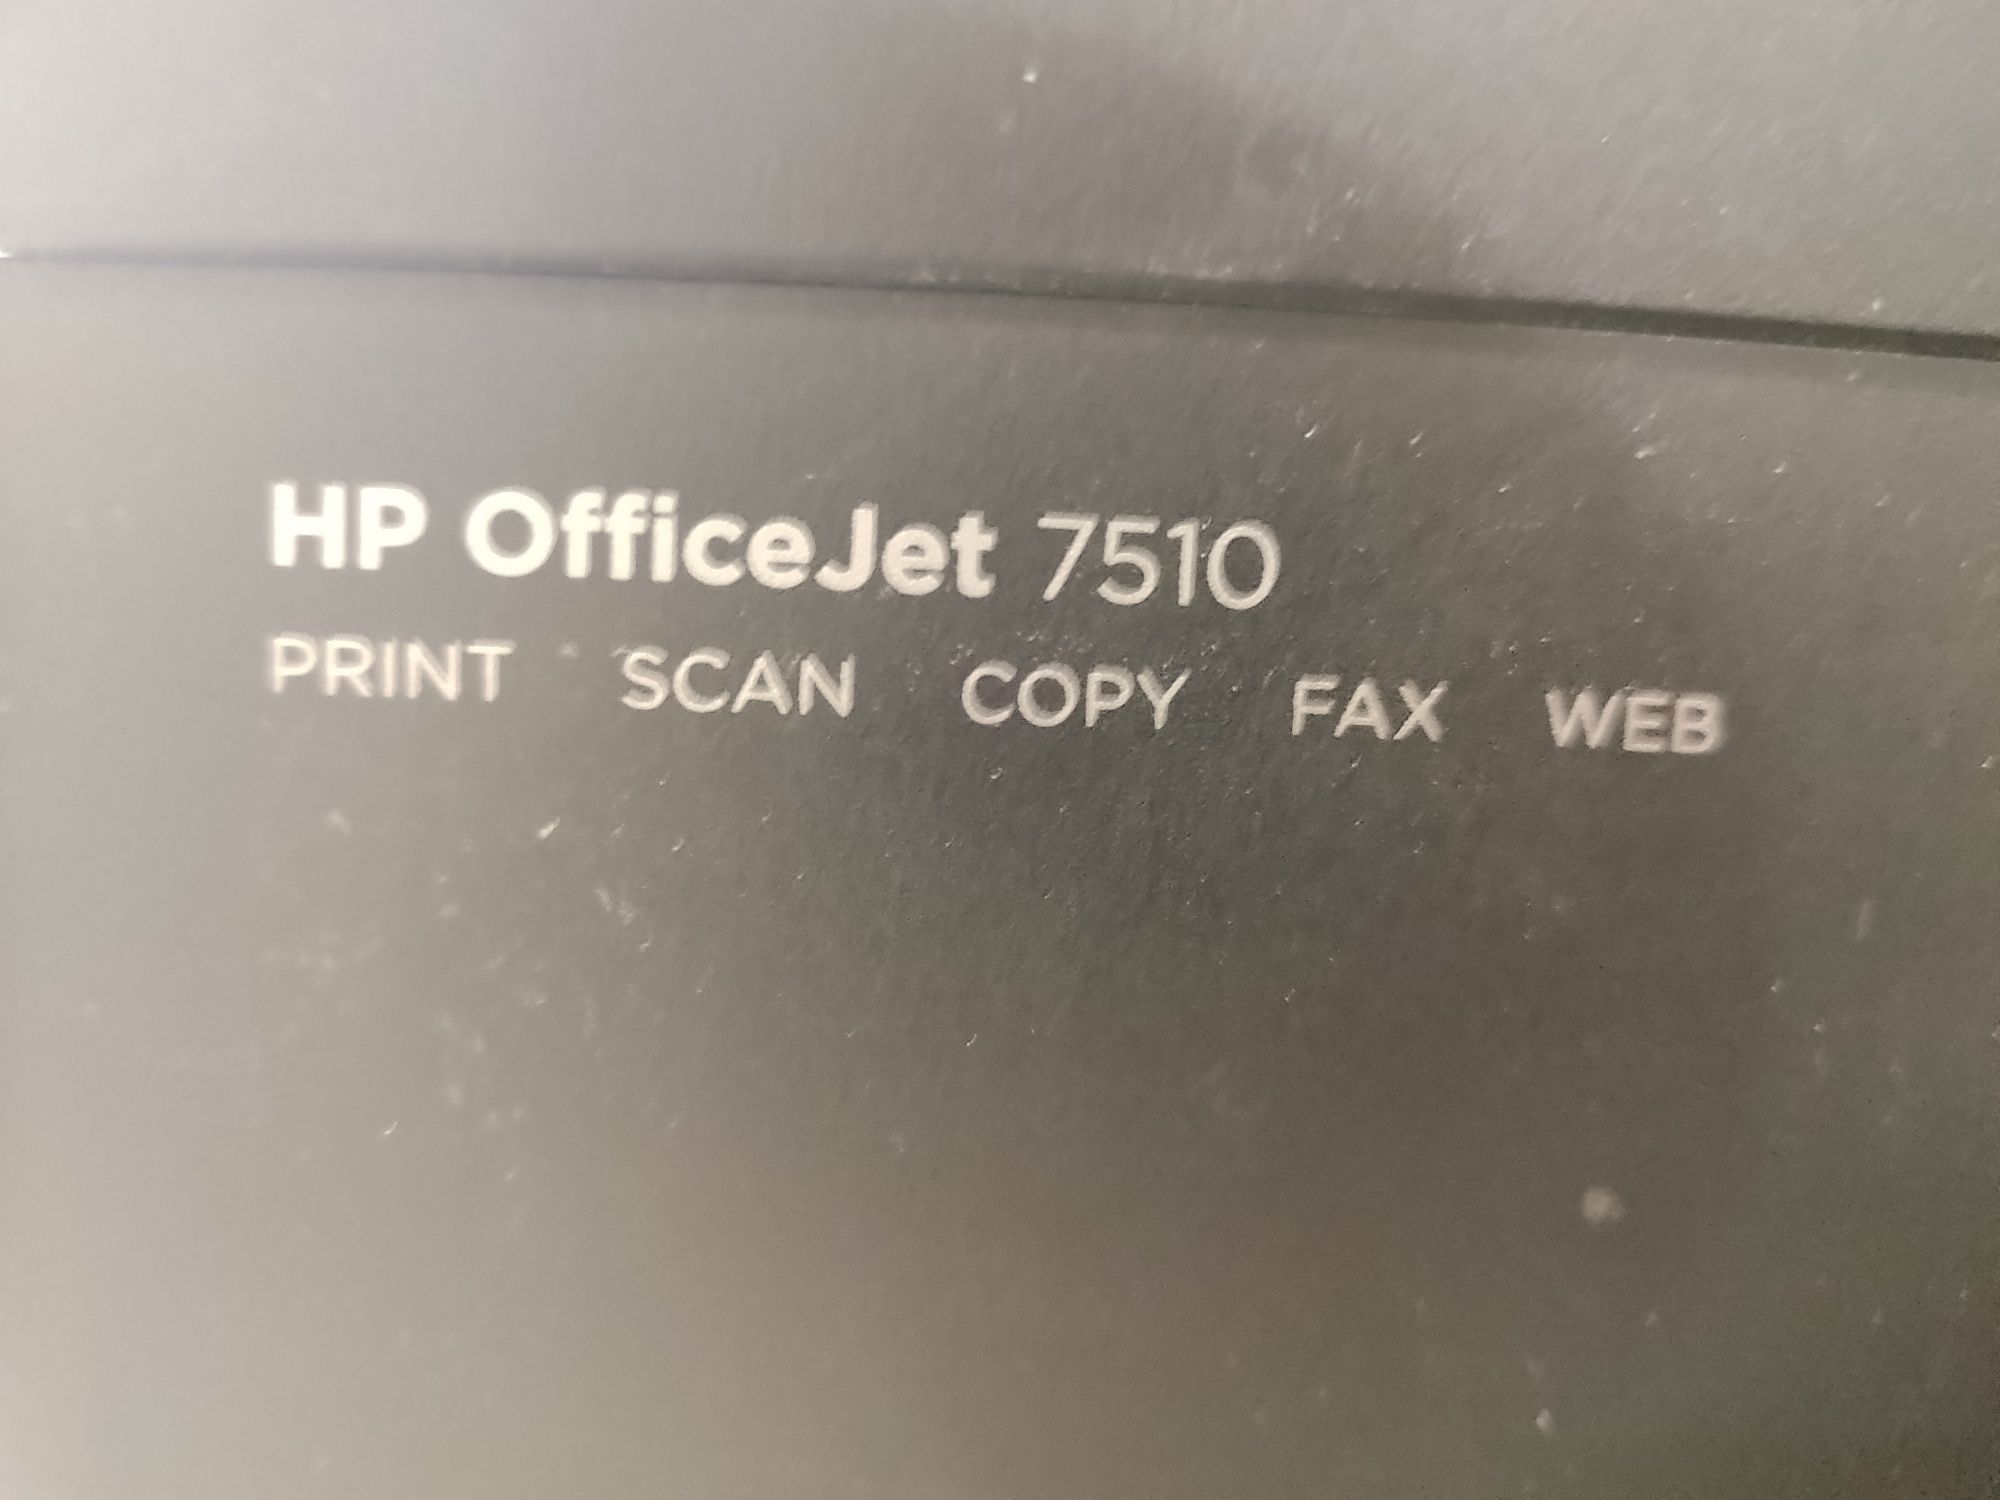 HP OfficeJet 7510
PRINT SCAN COPY FAX WEB